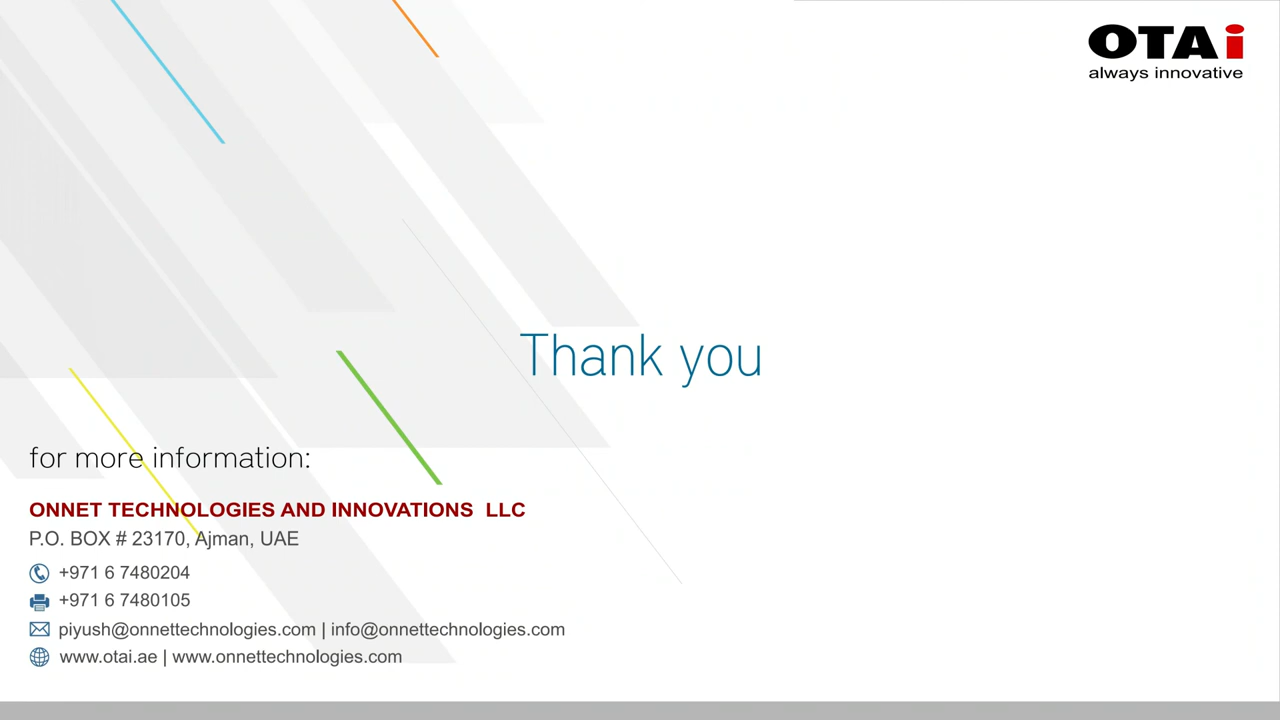 OTAi
always innovative
Thank you
for more information:
ONNET TECHNOLOGIES AND INNOVATIONS LLC
P.O. BOX # 23170, Ajman, UAE
+971 6 7480204
+971 6 7480105
piyush@onnettechnologies.com | info@onnettechnologies.com
www.otai.ae | www.onnettechnologies.com